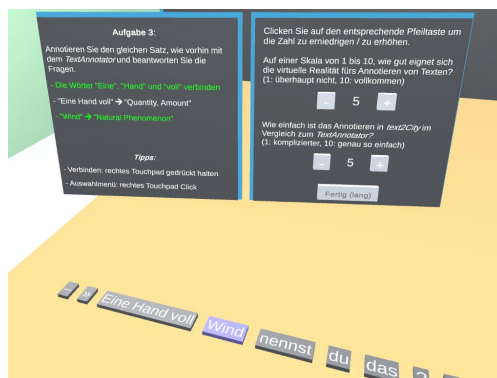 Aufgabe 3:
Annotieren Sie den gleichen Satz, wie vorhin mit
dem TextAnnotator und beantworten Sie die
Fragen.
- Die Wörter "Eine", "Hand" und "voll" verbinden
- "Eine Hand voll" → "Quantity, Amount"
- "Wind" → "Natural Phenomenon"
Tipps:
- Verbinden: rechtes Touchpad gedrückt halten
- Auswahlmenü: rechtes Touchpad Click
Clicken Sie auf den entsprechende Pfeiltaste um
die Zahl zu erniedrigen / zu erhöhen.
Auf einer Skala von 1 bis 10, wie gut eignet sich
die virtuelle Realität fürs Annotieren von Texten?
(1: überhaupt nicht, 10: vollkommen)
- 5 +
Wie einfach ist das Annotieren in text2City im
Vergleich zum TextAnnotator?
(1: komplizierter, 10: genau so einfach)
- 5 +
Fertig (lang)
! » Eine Hand voll Wind nennst du das ?